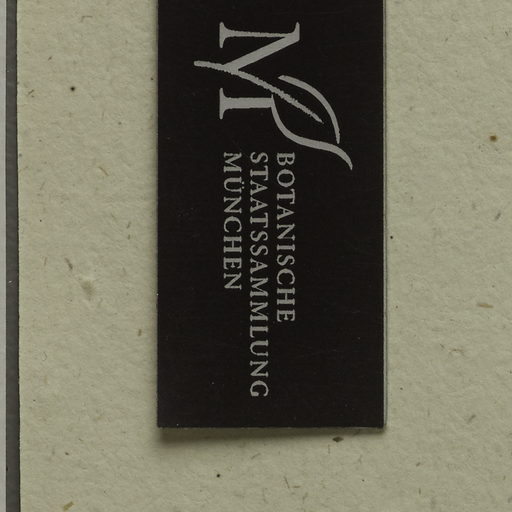 M
BOTANISCHE
STAATSSAMMLUNG
MÜNCHEN